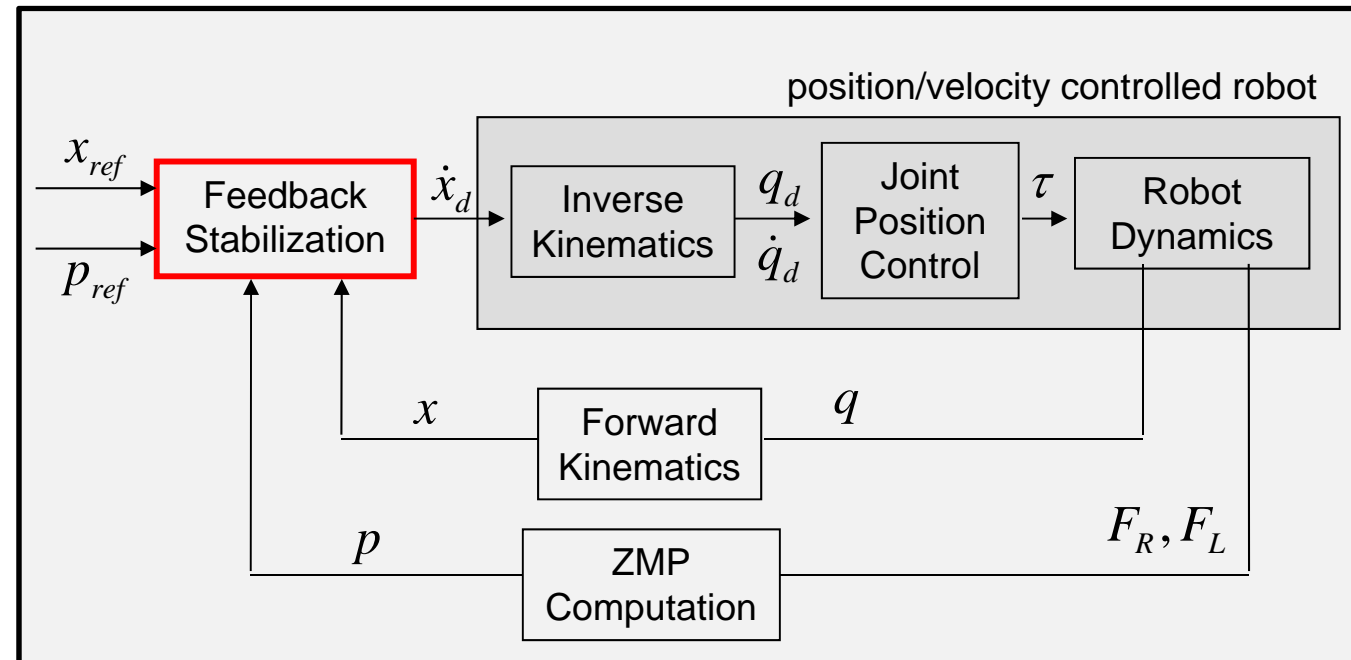 position/velocity controlled robot
x_ref
p_ref
Feedback
Stabilization
ẋ_d
Inverse
Kinematics
q_d
q̇_d
Joint
Position
Control
τ
Robot
Dynamics
x
Forward
Kinematics
q
p
ZMP
Computation
F_R, F_L